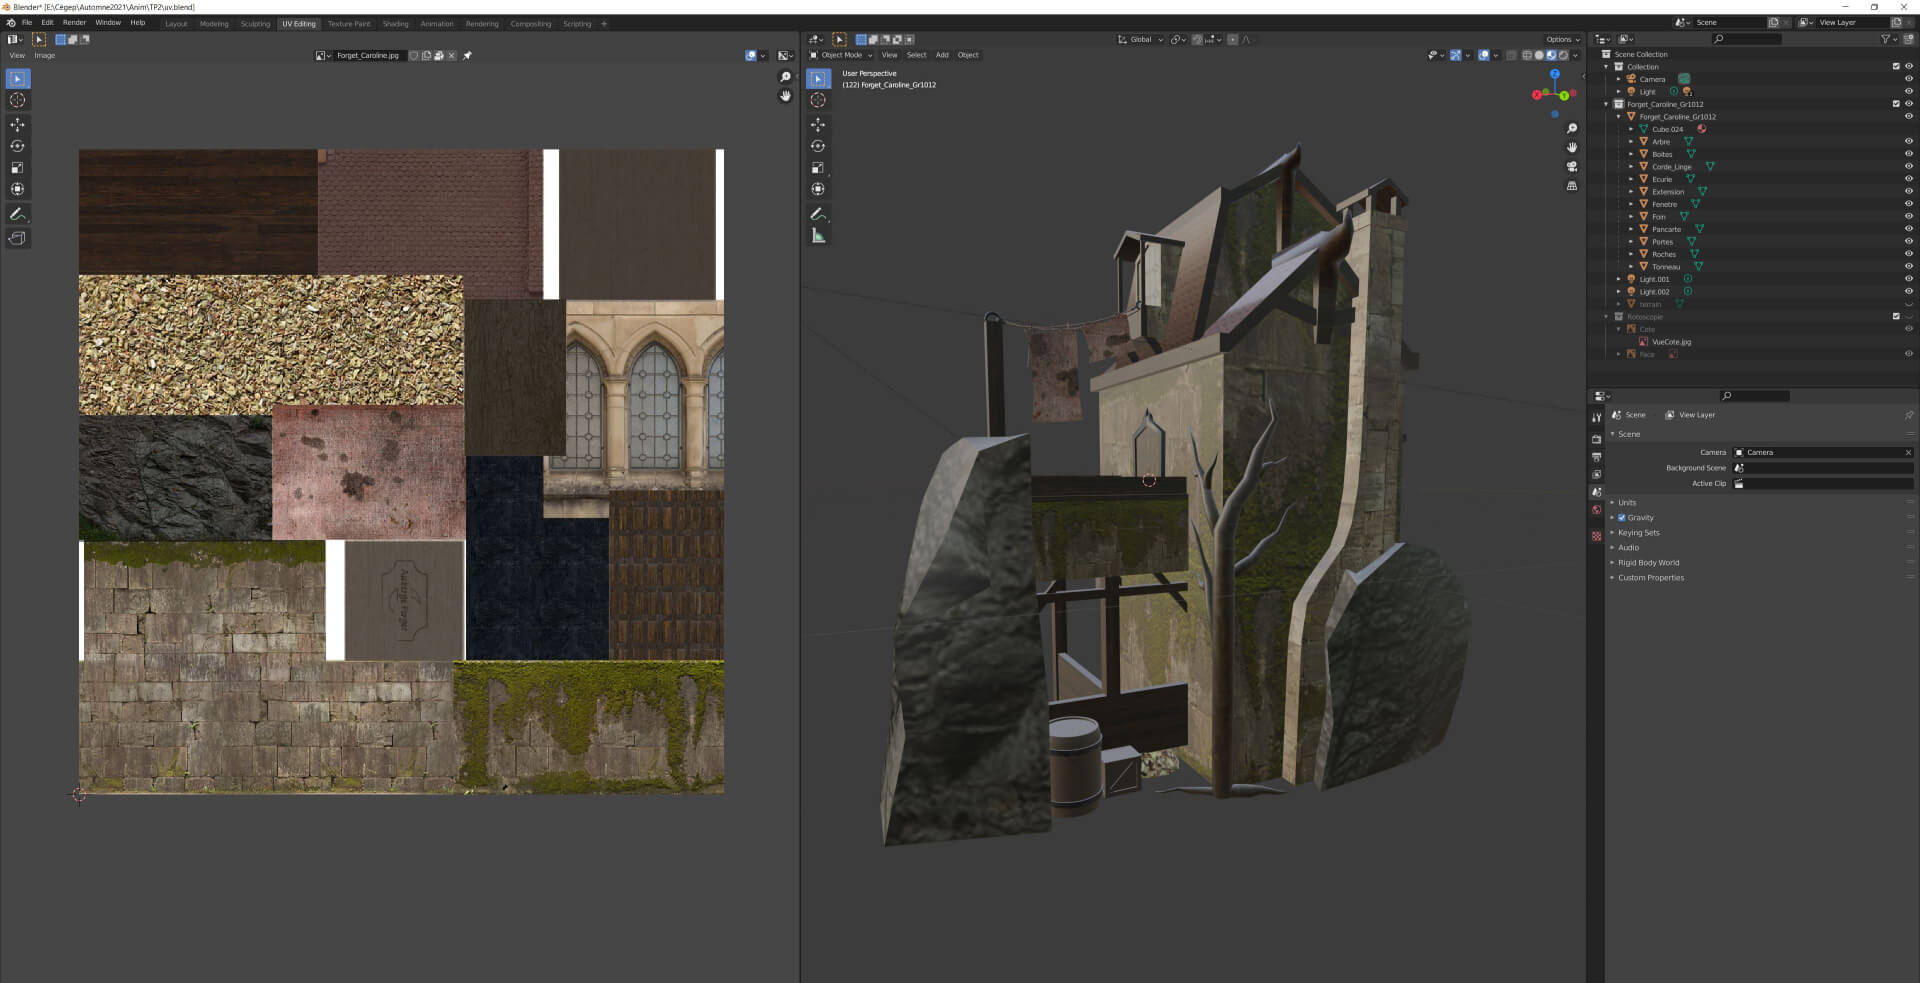 Blender* [E:\Cégep\Automne2021\Anim\TP2\uv.blend]
File Edit Render Window Help Layout Modeling Sculpting UV Editing Texture Paint Shading Animation Rendering Compositing Scripting + Scene View Layer
View Image Forget_Caroline.jpg
Global Options
Object Mode View Select Add Object
User Perspective
(122) Forget_Caroline_Gr1012
Z
X
Y
Auberge Forget
Scene Collection
Collection
Camera
Light
Forget_Caroline_Gr1012
Forget_Caroline_Gr1012
Cube.024
Arbre
Boites
Corde_Linge
Ecurie
Extension
Fenetre
Foin
Pancarte
Portes
Roches
Tonneau
Light.001
Light.002
terrain
Rotoscopie
Cote
VueCote.jpg
Face
Scene View Layer
Scene
Camera Camera
Background Scene
Active Clip
Units
Gravity
Keying Sets
Audio
Rigid Body World
Custom Properties